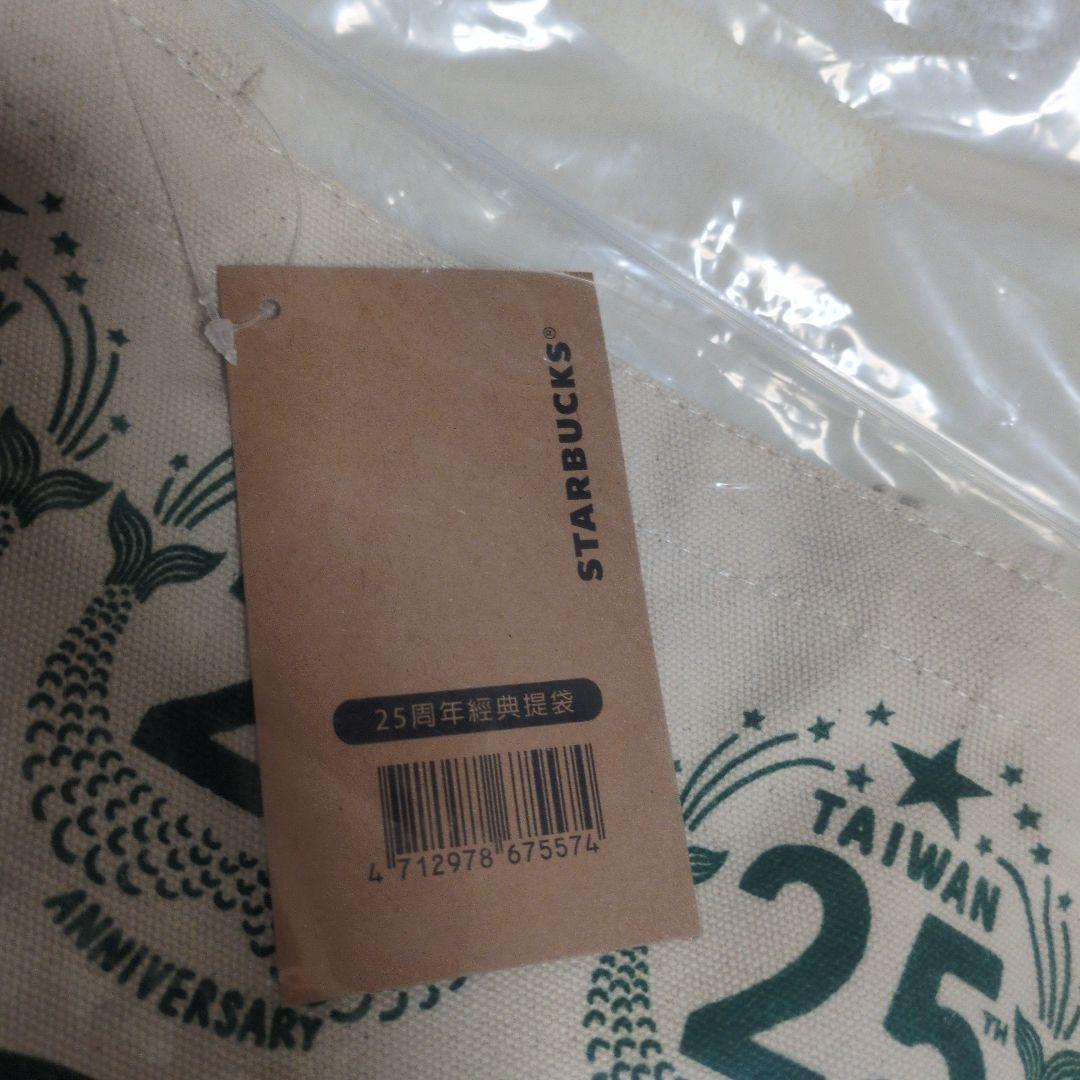 STARBUCKS®
25周年經典提袋
4 712978 675574
ANNIVERSARY
TAIWAN
25TH